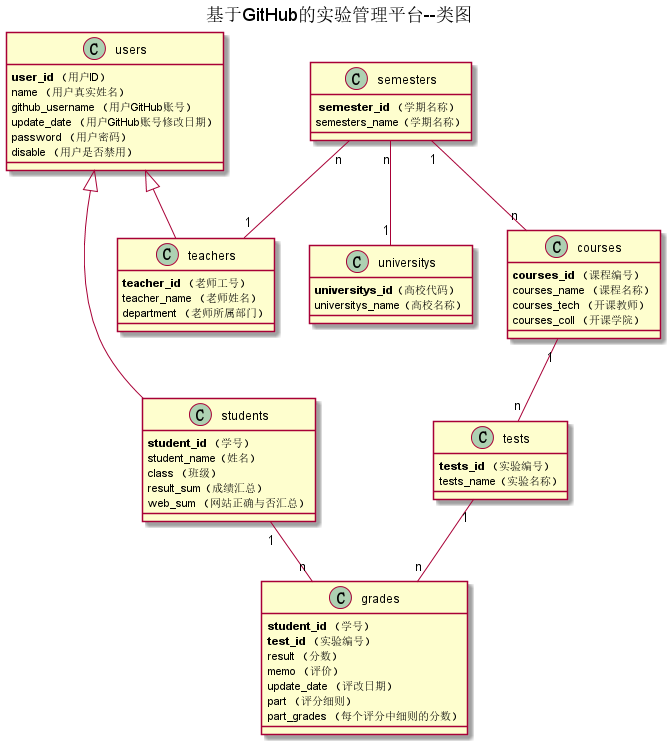 基于GitHub的实验管理平台--类图
C users
user_id （用户ID）
name （用户真实姓名）
github_username （用户GitHub账号）
update_date （用户GitHub账号修改日期）
password （用户密码）
disable （用户是否禁用）
C semesters
semester_id （学期名称）
semesters_name（学期名称）
n
n
1
1
1
n
C teachers
teacher_id （老师工号）
teacher_name （老师姓名）
department （老师所属部门）
C universitys
universitys_id（高校代码）
universitys_name（高校名称）
C courses
courses_id （课程编号）
courses_name （课程名称）
courses_tech （开课教师）
courses_coll （开课学院）
1
n
C students
student_id （学号）
student_name（姓名）
class （班级）
result_sum（成绩汇总）
web_sum （网站正确与否汇总）
C tests
tests_id （实验编号）
tests_name（实验名称）
1
1
n
n
C grades
student_id （学号）
test_id （实验编号）
result （分数）
memo （评价）
update_date （评改日期）
part （评分细则）
part_grades （每个评分中细则的分数）